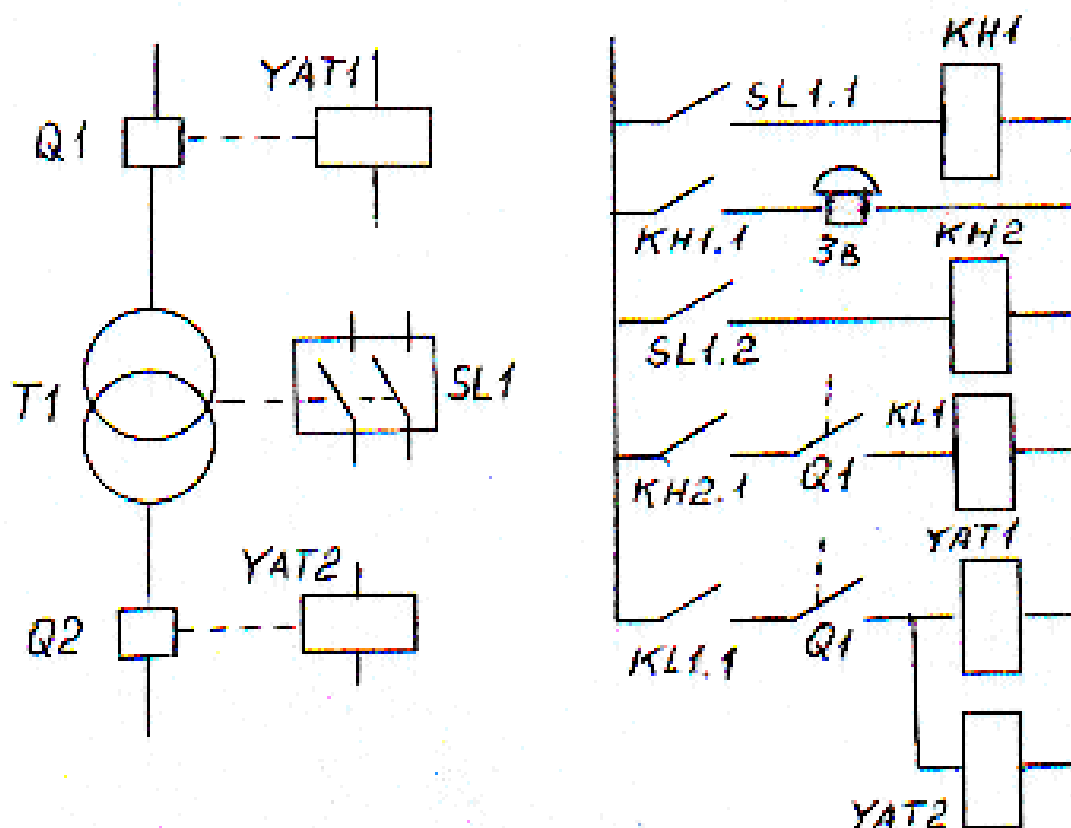 YAT1
Q1
T1
SL1
YAT2
Q2
KH1
SL1.1
KH1.1
Зв
KH2
SL1.2
KL1
KH2.1
Q1
YAT1
KL1.1
Q1
YAT2